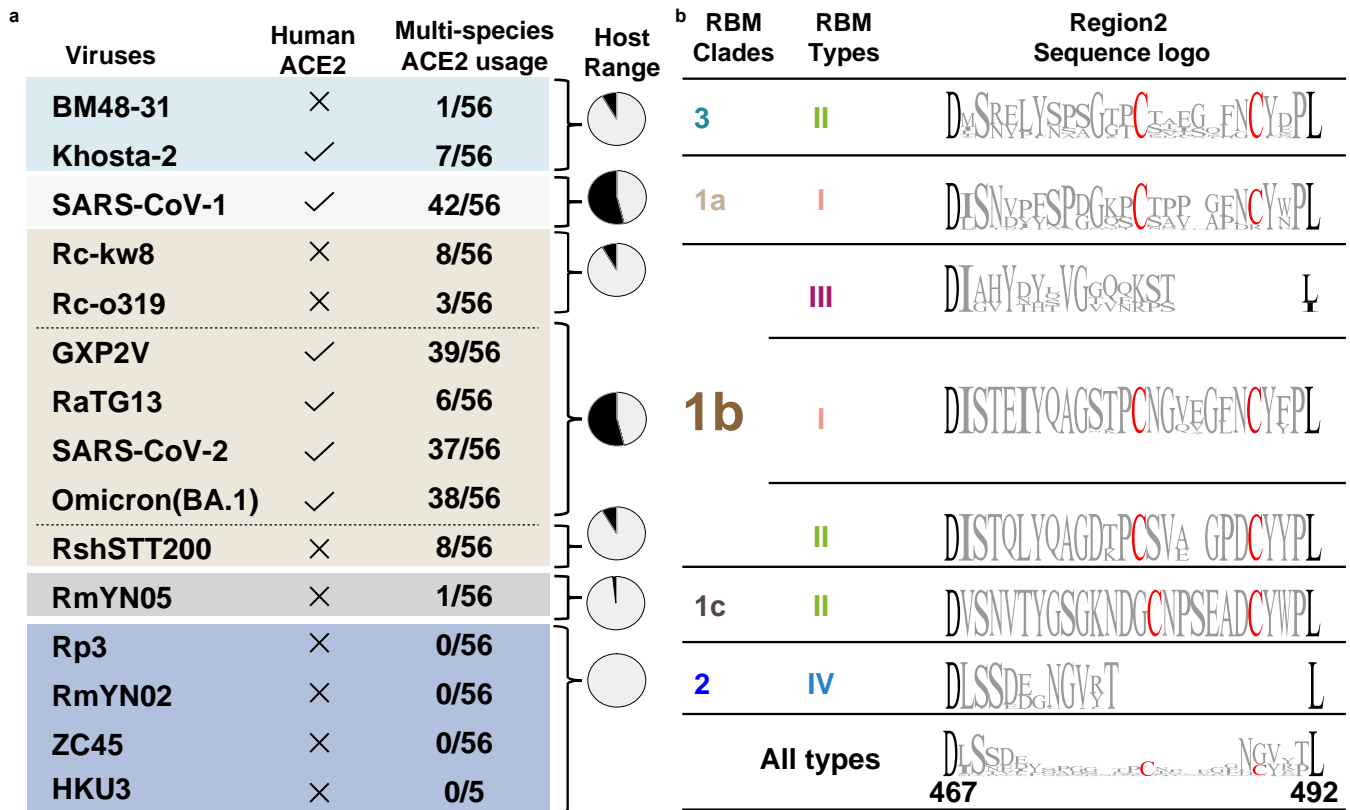 a
Viruses
Human
ACE2
Multi-species
ACE2 usage
Host
Range
BM48-31 1/56
Khosta-2 7/56
SARS-CoV-1 42/56
Rc-kw8 8/56
Rc-o319 3/56
GXP2V 39/56
RaTG13 6/56
SARS-CoV-2 37/56
Omicron(BA.1) 38/56
RshSTT200 8/56
RmYN05 1/56
Rp3 0/56
RmYN02 0/56
ZC45 0/56
HKU3 0/5
b
RBM
Clades
RBM
Types
Region2
Sequence logo
3 II
1a I
III
1b I
DISTEIYQAGSTPCNGVEGFNCYFPL
II
1c II DVSNVTYGSGKNDGCNPSEADCYWPL
2 IV
All types
467 492